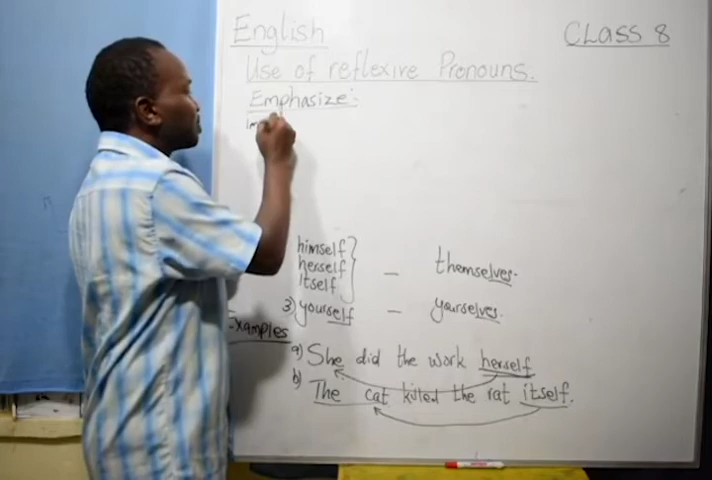 English CLASS 8
Use of reflexive Pronouns.
Emphasize:-
himself
herself
Itself
} - themselves.
3) yourself - yourselves.
Examples
a) She did the work herself
b) The cat killed the rat itself.